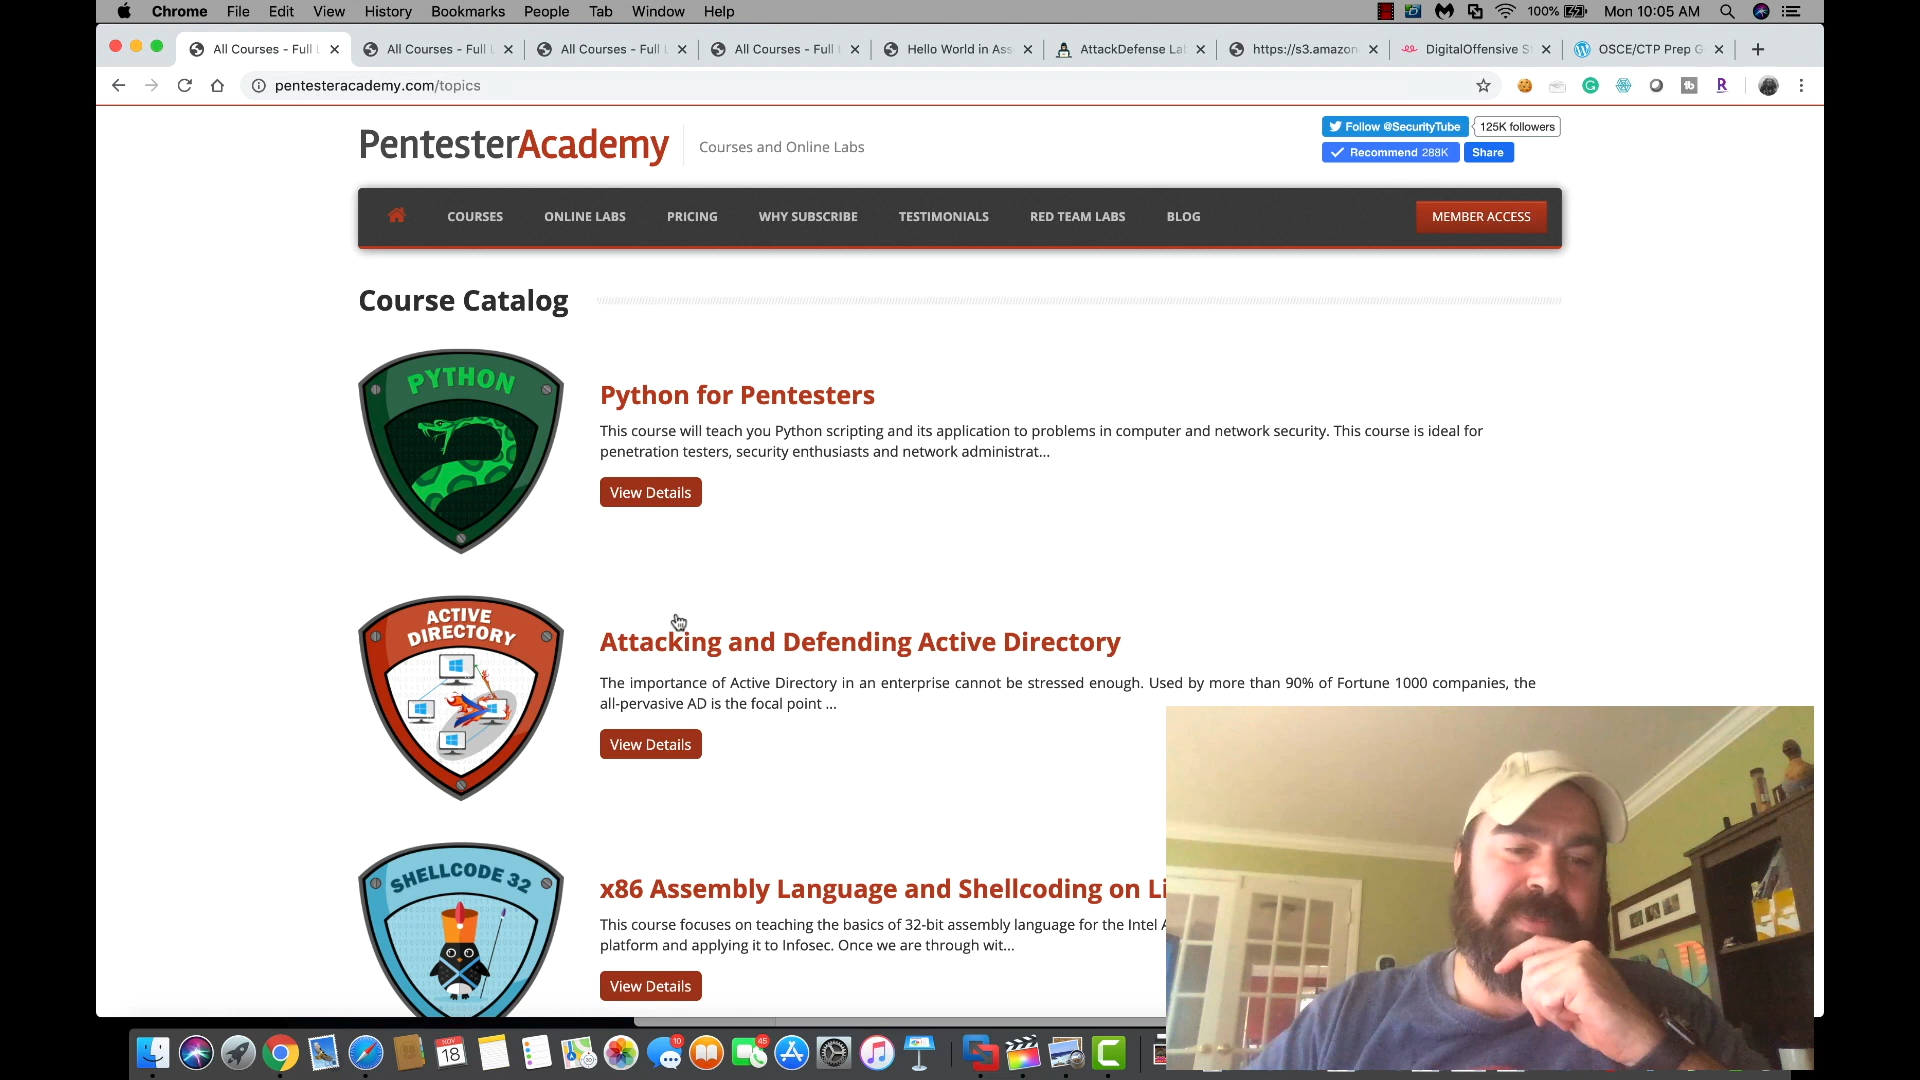 Chrome File Edit View History Bookmarks People Tab Window Help
100% Mon 10:05 AM
All Courses - Full
All Courses - Full
All Courses - Full
All Courses - Full
Hello World in Ass
AttackDefense La
https://s3.amazon
DigitalOffensive S
OSCE/CTP Prep G
pentesteracademy.com/topics
PentesterAcademy
Courses and Online Labs
Follow @SecurityTube
125K followers
Recommend 288K
Share
COURSES ONLINE LABS PRICING WHY SUBSCRIBE TESTIMONIALS RED TEAM LABS BLOG MEMBER ACCESS
Course Catalog
PYTHON
Python for Pentesters
This course will teach you Python scripting and its application to problems in computer and network security. This course is ideal for
penetration testers, security enthusiasts and network administrat...
View Details
ACTIVE
DIRECTORY
Attacking and Defending Active Directory
The importance of Active Directory in an enterprise cannot be stressed enough. Used by more than 90% of Fortune 1000 companies, the
all-pervasive AD is the focal point ...
View Details
SHELLCODE 32
x86 Assembly Language and Shellcoding on Li
This course focuses on teaching the basics of 32-bit assembly language for the Intel
platform and applying it to Infosec. Once we are through wit...
View Details
NOV
18
10
45